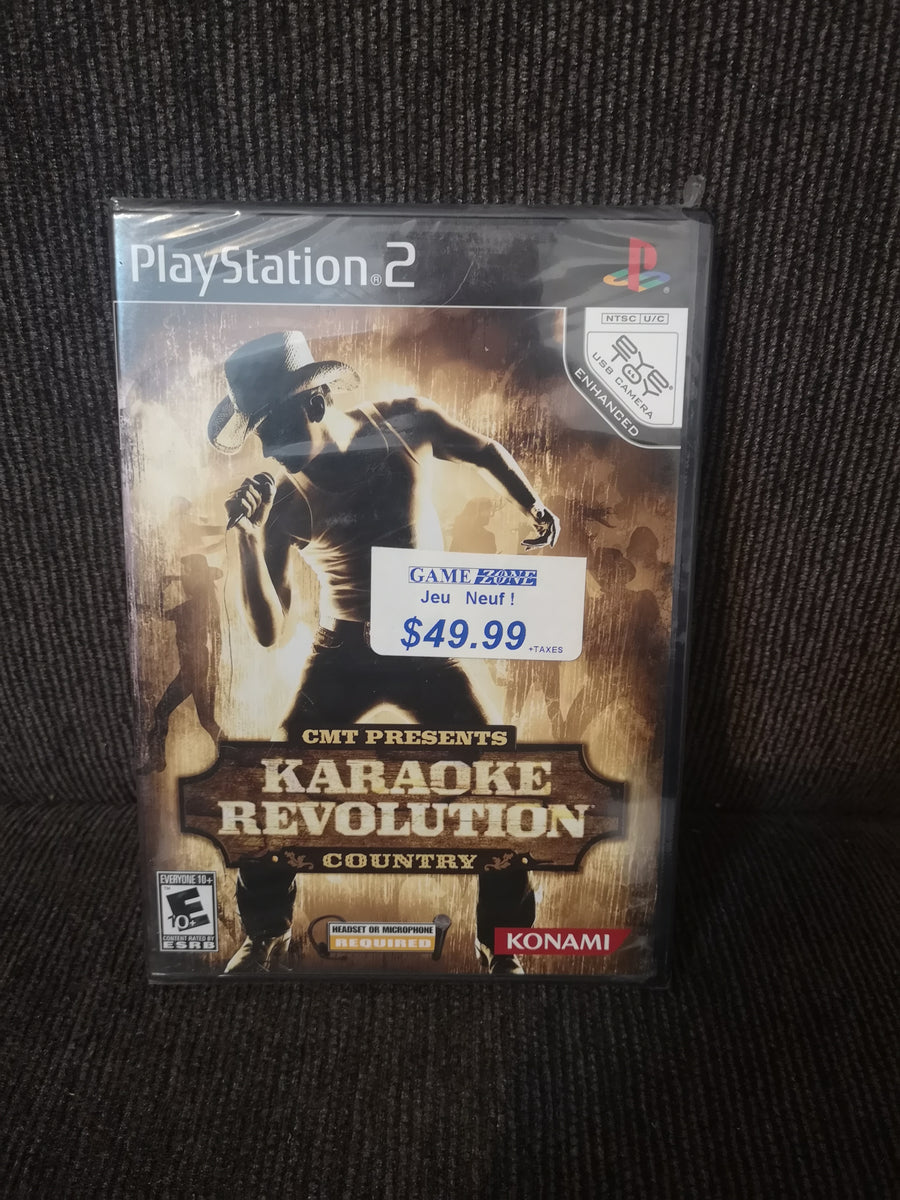 PlayStation®2
NTSC U/C
EYE
TOY®
USB CAMERA
ENHANCED
GAME ZONE
Jeu Neuf !
$49.99 +TAXES
CMT PRESENTS
KARAOKE
REVOLUTION™
COUNTRY
EVERYONE 10+
E
10+
CONTENT RATED BY
ESRB
HEADSET OR MICROPHONE
REQUIRED
KONAMI